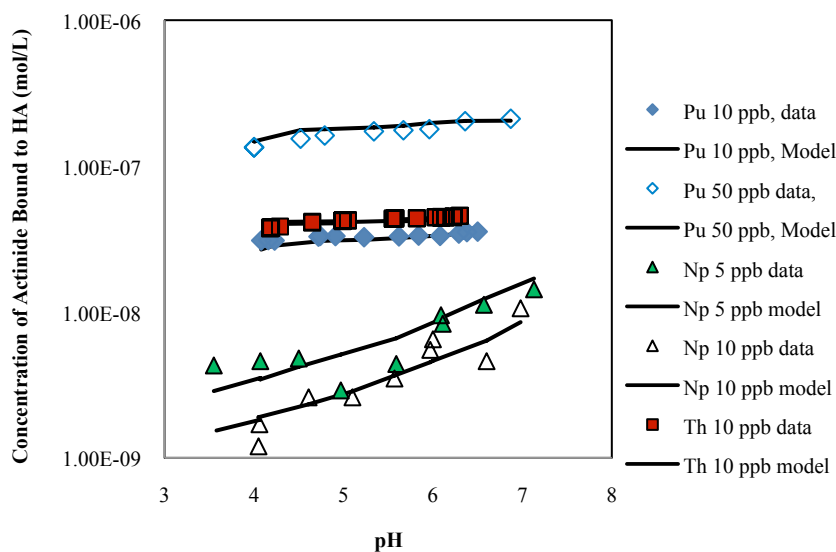 1.00E-06
1.00E-07
1.00E-08
1.00E-09
Concentration of Actinide Bound to HA (mol/L)
3 4 5 6 7 8
pH
Pu 10 ppb, data
Pu 10 ppb, Model
Pu 50 ppb data,
Pu 50 ppb, Model
Np 5 ppb data
Np 5 ppb model
Np 10 ppb data
Np 10 ppb model
Th 10 ppb data
Th 10 ppb model